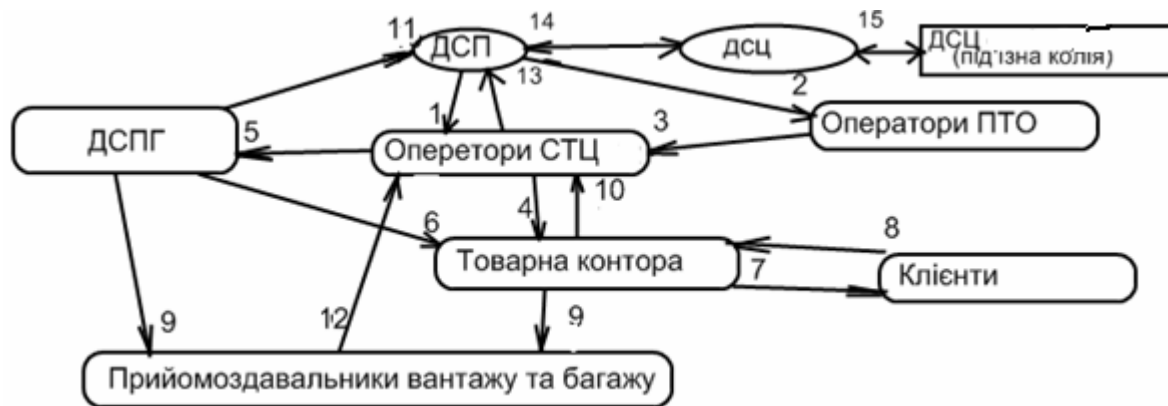 11
ДСП
14
ДСЦ
15
ДСЦ
(під'їзна колія)
13
2
1
3
Оператори ПТО
ДСПГ
5
Оперетори СТЦ
10
4
6
8
Товарна контора
7
Клієнти
9
12
9
Прийомоздавальники вантажу та багажу